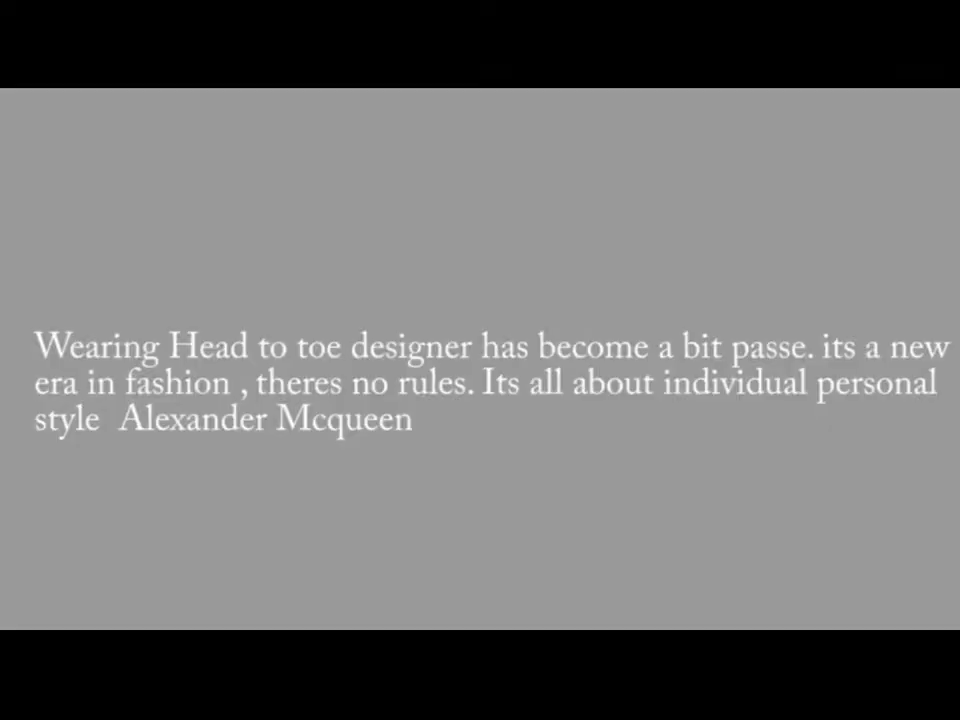 Wearing Head to toe designer has become a bit passe. its a new
era in fashion , theres no rules. Its all about individual personal
style  Alexander Mcqueen